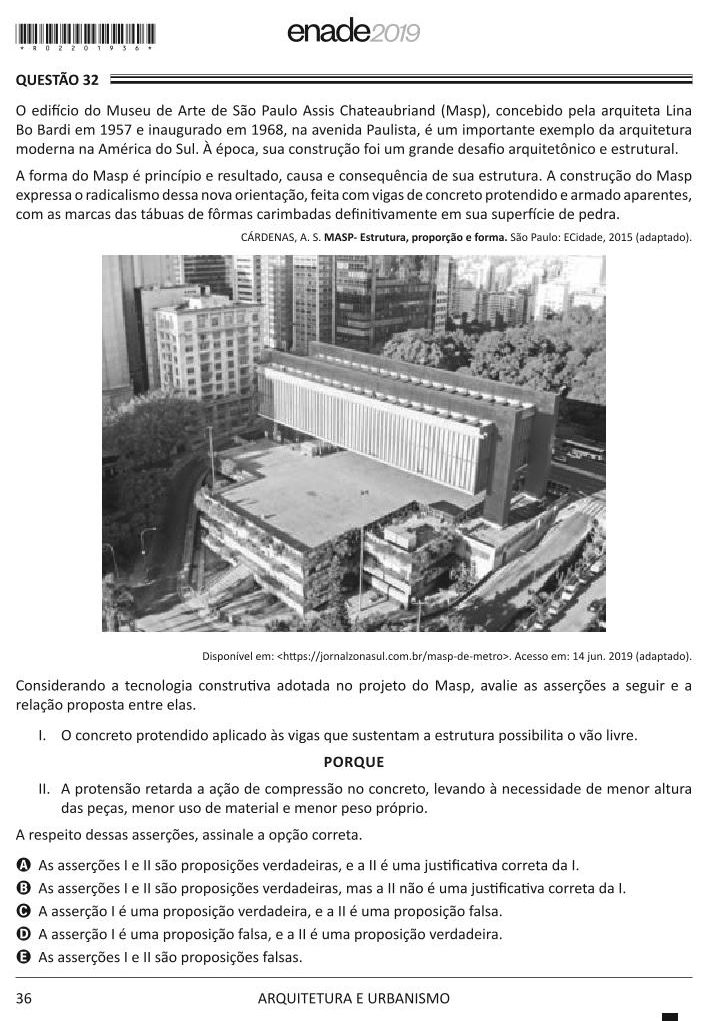 *R02201936*
enade2019
QUESTÃO 32
O edifício do Museu de Arte de São Paulo Assis Chateaubriand (Masp), concebido pela arquiteta Lina
Bo Bardi em 1957 e inaugurado em 1968, na avenida Paulista, é um importante exemplo da arquitetura
moderna na América do Sul. À época, sua construção foi um grande desafio arquitetônico e estrutural.
A forma do Masp é princípio e resultado, causa e consequência de sua estrutura. A construção do Masp
expressa o radicalismo dessa nova orientação, feita com vigas de concreto protendido e armado aparentes,
com as marcas das tábuas de fôrmas carimbadas definitivamente em sua superfície de pedra.
CÁRDENAS, A. S. MASP- Estrutura, proporção e forma. São Paulo: ECidade, 2015 (adaptado).
Disponível em: <https://jornalzonasul.com.br/masp-de-metro>. Acesso em: 14 jun. 2019 (adaptado).
Considerando a tecnologia construtiva adotada no projeto do Masp, avalie as asserções a seguir e a
relação proposta entre elas.
I. O concreto protendido aplicado às vigas que sustentam a estrutura possibilita o vão livre.
PORQUE
II. A protensão retarda a ação de compressão no concreto, levando à necessidade de menor altura
das peças, menor uso de material e menor peso próprio.
A respeito dessas asserções, assinale a opção correta.
A As asserções I e II são proposições verdadeiras, e a II é uma justificativa correta da I.
B As asserções I e II são proposições verdadeiras, mas a II não é uma justificativa correta da I.
C A asserção I é uma proposição verdadeira, e a II é uma proposição falsa.
D A asserção I é uma proposição falsa, e a II é uma proposição verdadeira.
E As asserções I e II são proposições falsas.
36
ARQUITETURA E URBANISMO